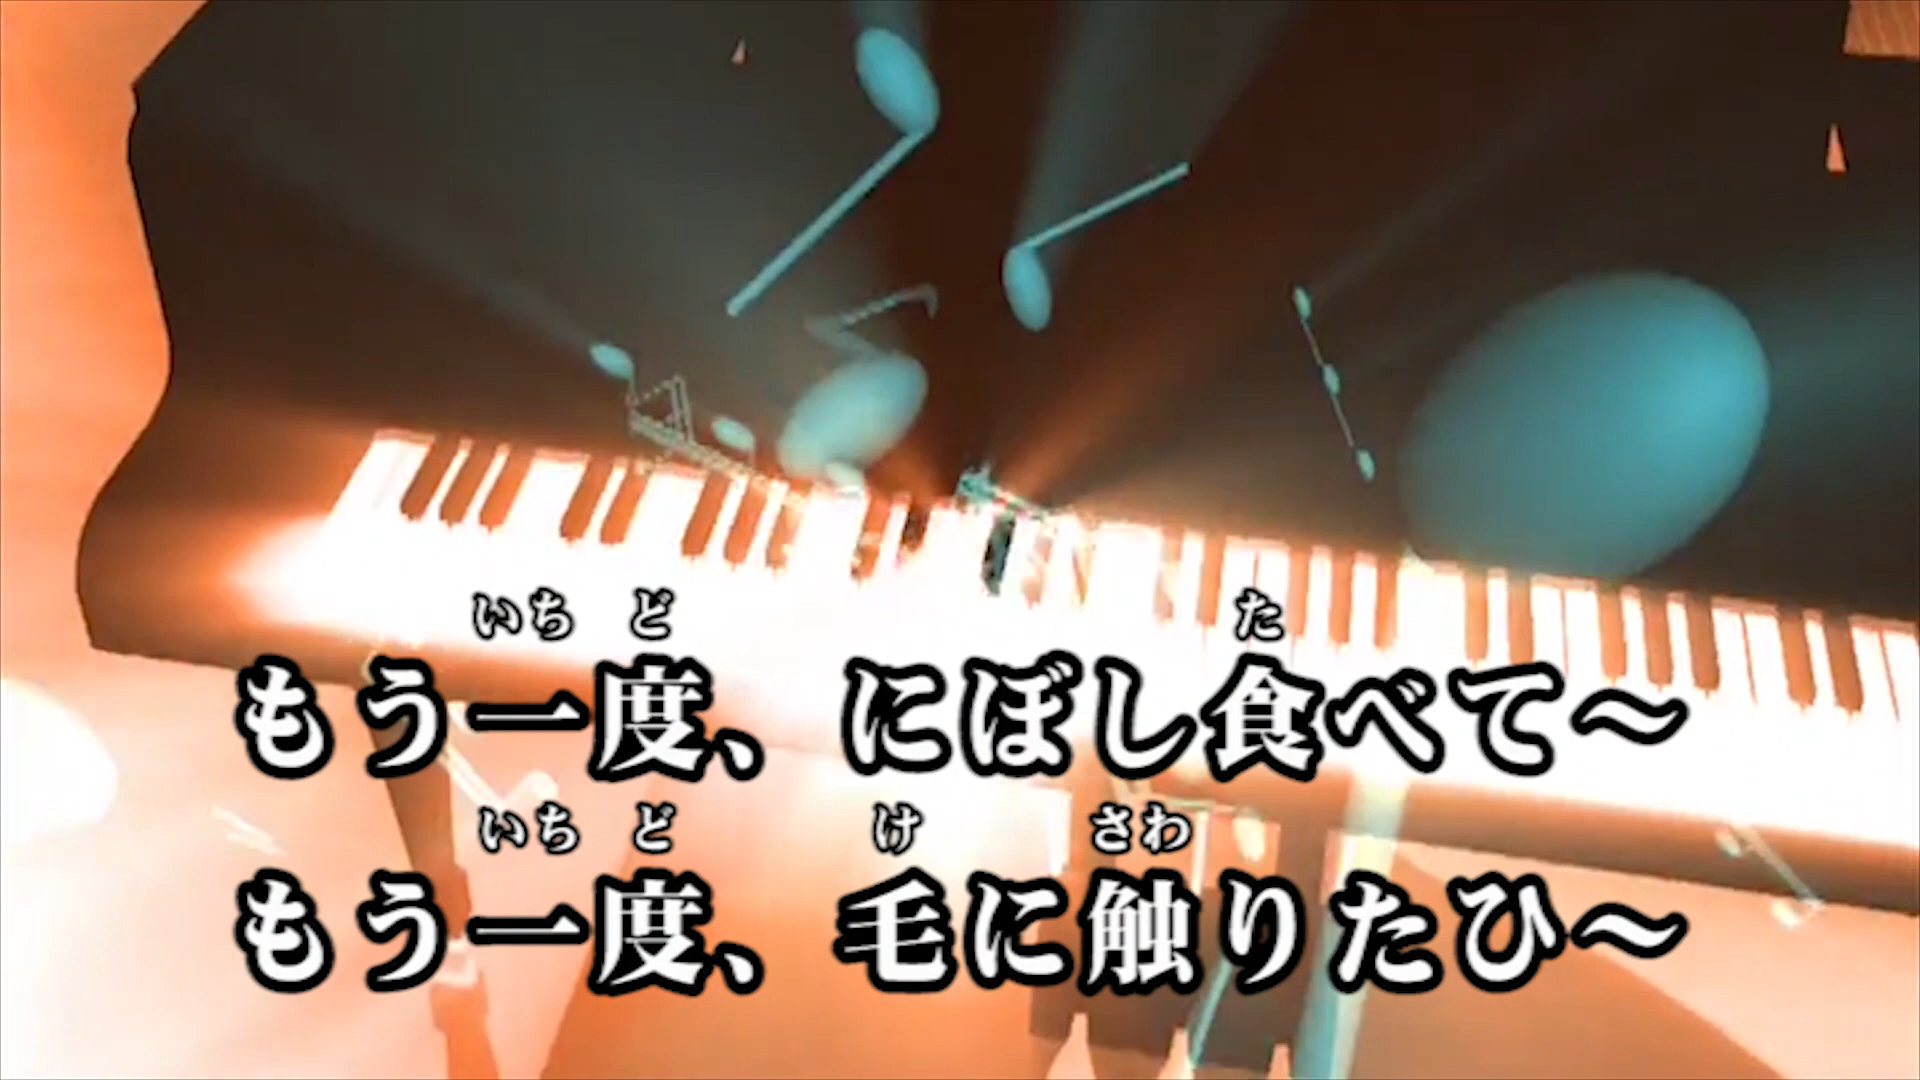 いちど た
もう一度、にぼし食べて～
いちど け さわ
もう一度、毛に触りたひ～